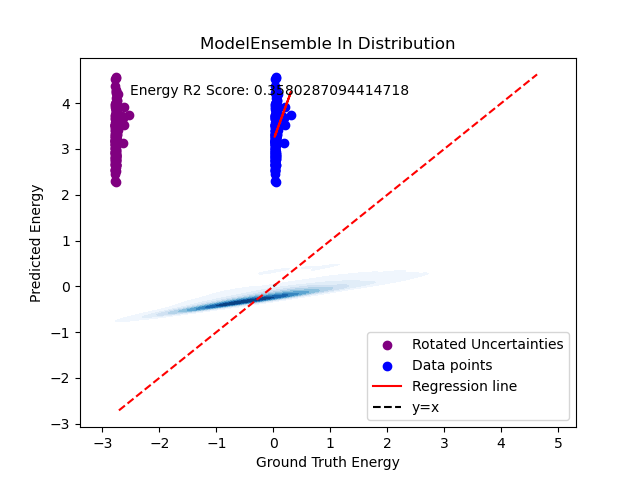 ModelEnsemble In Distribution
Energy R2 Score: 0.3580287094414718
4
3
2
1
0
−1
−2
−3
Predicted Energy
−3 −2 −1 0 1 2 3 4 5
Ground Truth Energy
Rotated Uncertainties
Data points
Regression line
y=x